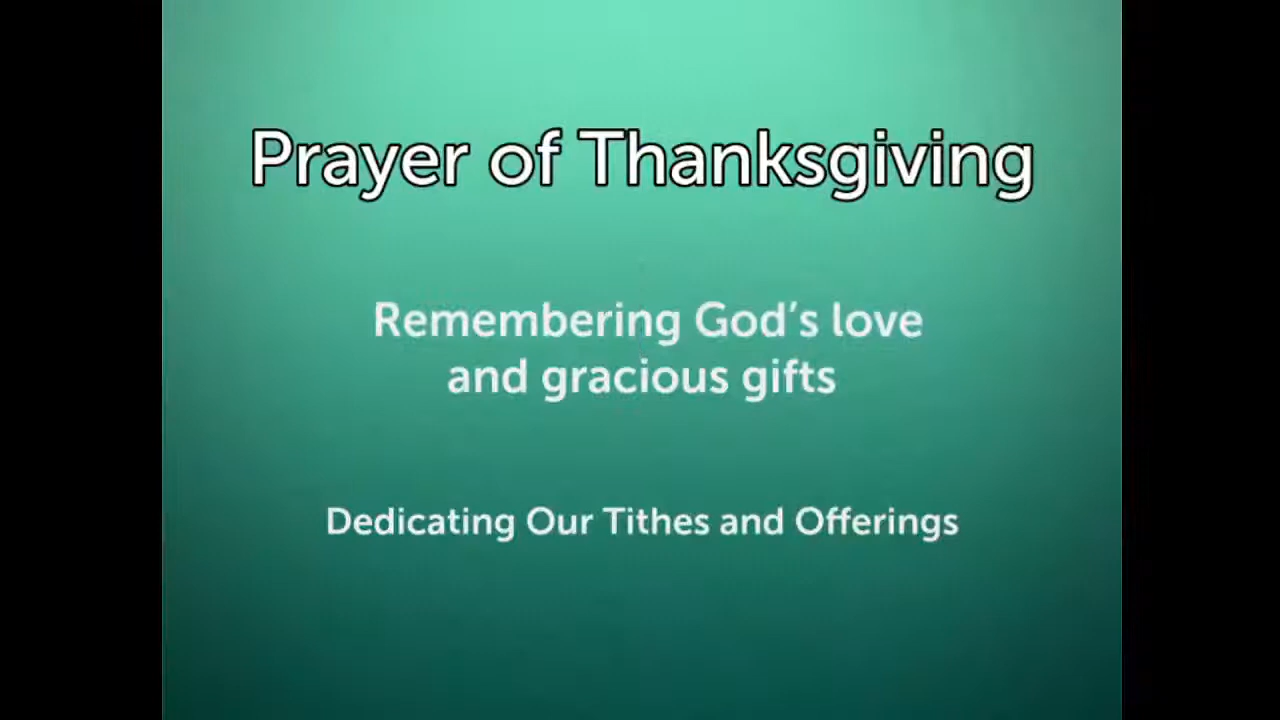 Prayer of Thanksgiving
Remembering God’s love
and gracious gifts
Dedicating Our Tithes and Offerings